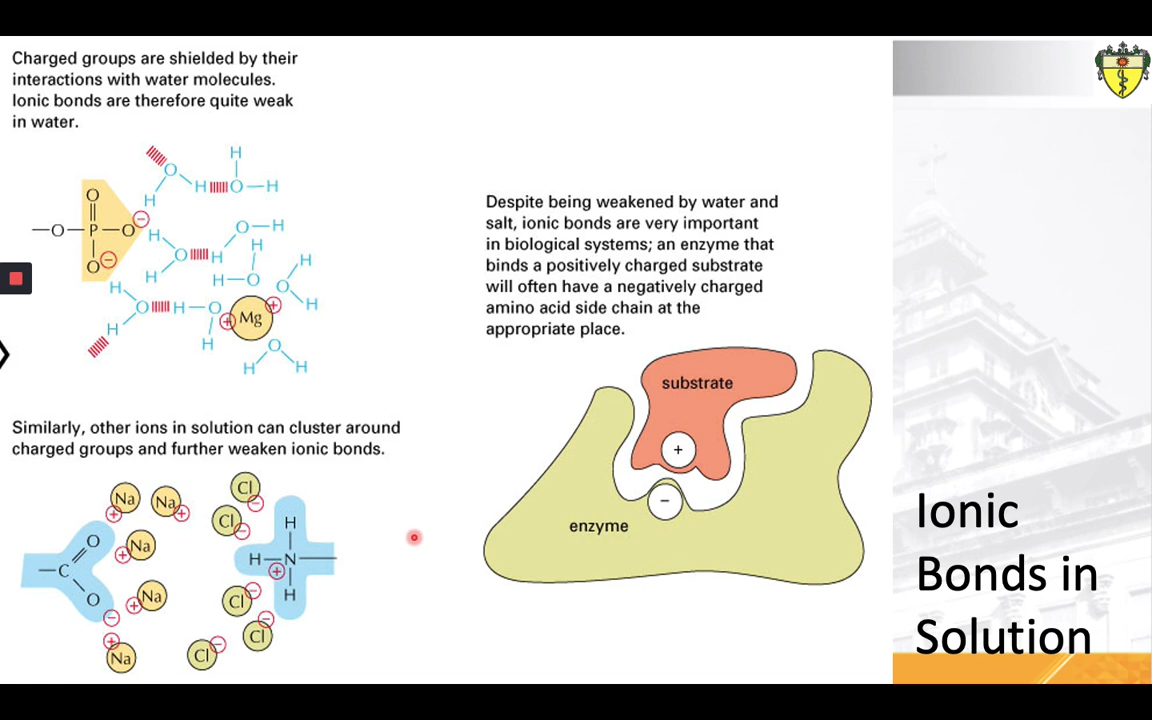 Charged groups are shielded by their
interactions with water molecules.
Ionic bonds are therefore quite weak
in water.
H
O
H O H
H
O
O P O
O
H
O H
H
O H
H
H O
H
O
H
H
H
O H O
H
H
Mg
O
H H
Similarly, other ions in solution can cluster around
charged groups and further weaken ionic bonds.
Na
Na
Cl
Cl
Na
O
C
O
H
H N
H
Na
Cl
Cl
Na
Cl
Despite being weakened by water and
salt, ionic bonds are very important
in biological systems; an enzyme that
binds a positively charged substrate
will often have a negatively charged
amino acid side chain at the
appropriate place.
substrate
+
−
enzyme
Ionic
Bonds in
Solution